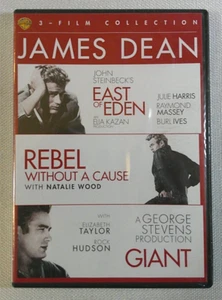 3-FILM COLLECTION
JAMES DEAN
JOHN
STEINBECK'S
EAST OF
EDEN
ELIA KAZAN
JULIE HARRIS
RAYMOND
MASSEY
BURL IVES
REBEL
WITHOUT A CAUSE
WITH NATALIE WOOD
WITH
ELIZABETH
TAYLOR
ROCK
HUDSON
A GEORGE
STEVENS
PRODUCTION
GIANT